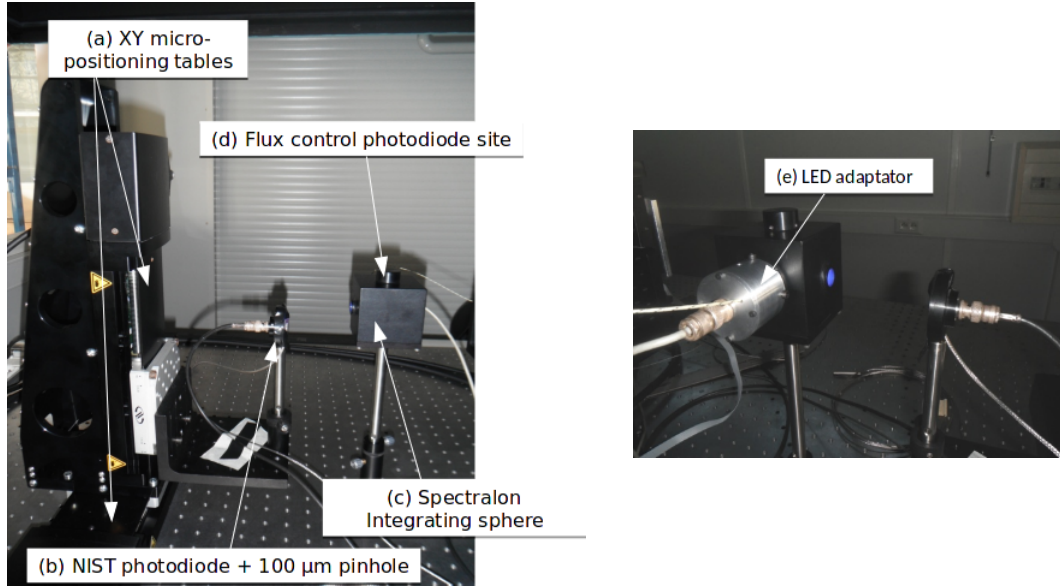 (a) XY micro-
positioning tables
(d) Flux control photodiode site
(e) LED adaptator
(c) Spectralon
Integrating sphere
(b) NIST photodiode + 100 µm pinhole